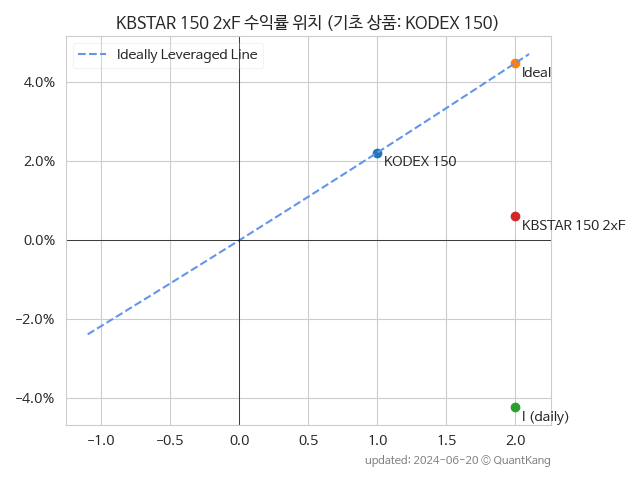 KBSTAR 150 2xF 수익률 위치 (기초 상품: KODEX 150)
Ideally Leveraged Line
4.0%
2.0%
0.0%
−2.0%
−4.0%
Ideal
KODEX 150
KBSTAR 150 2xF
I (daily)
−1.0 −0.5 0.0 0.5 1.0 1.5 2.0
updated: 2024-06-20 © QuantKang